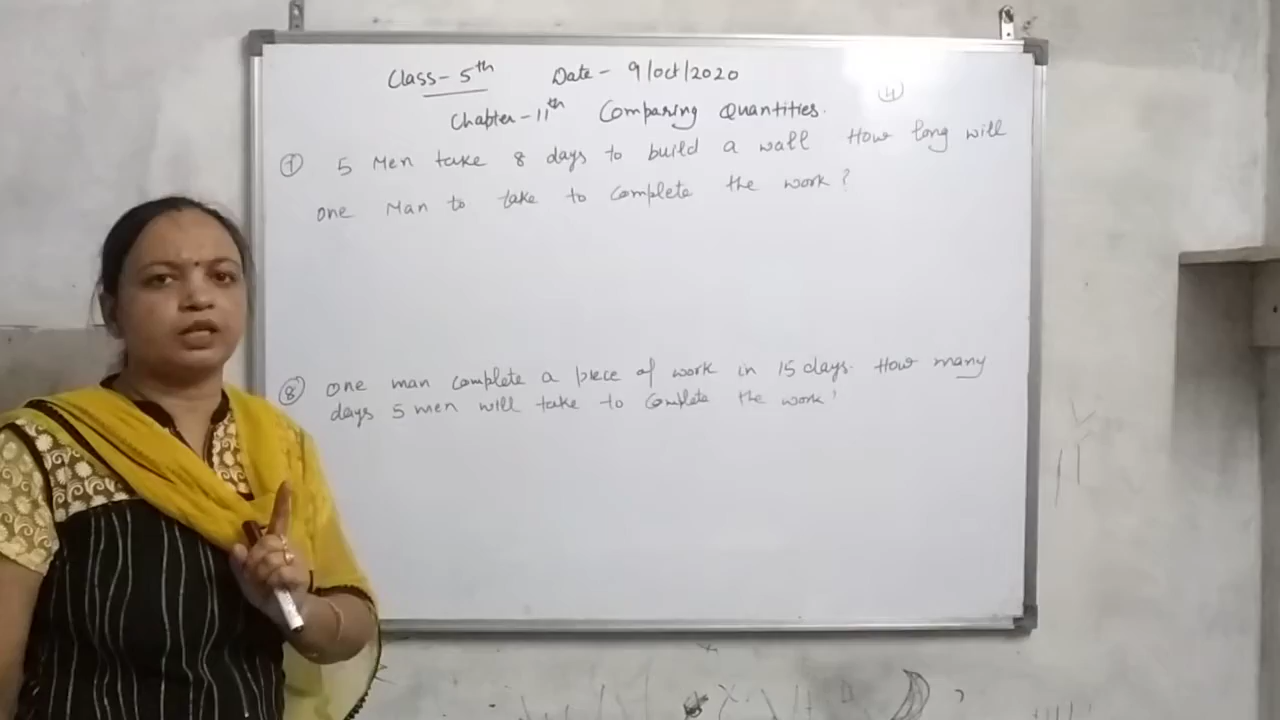 Class - 5th Date - 9/Oct/2020
Chapter - 11th Comparing Quantities.
4
7 5 Men take 8 days to build a wall How long will
one Man to take to complete the work?
8 one man complete a piece of work in 15 days. How many
days 5 men will take to complete the work?